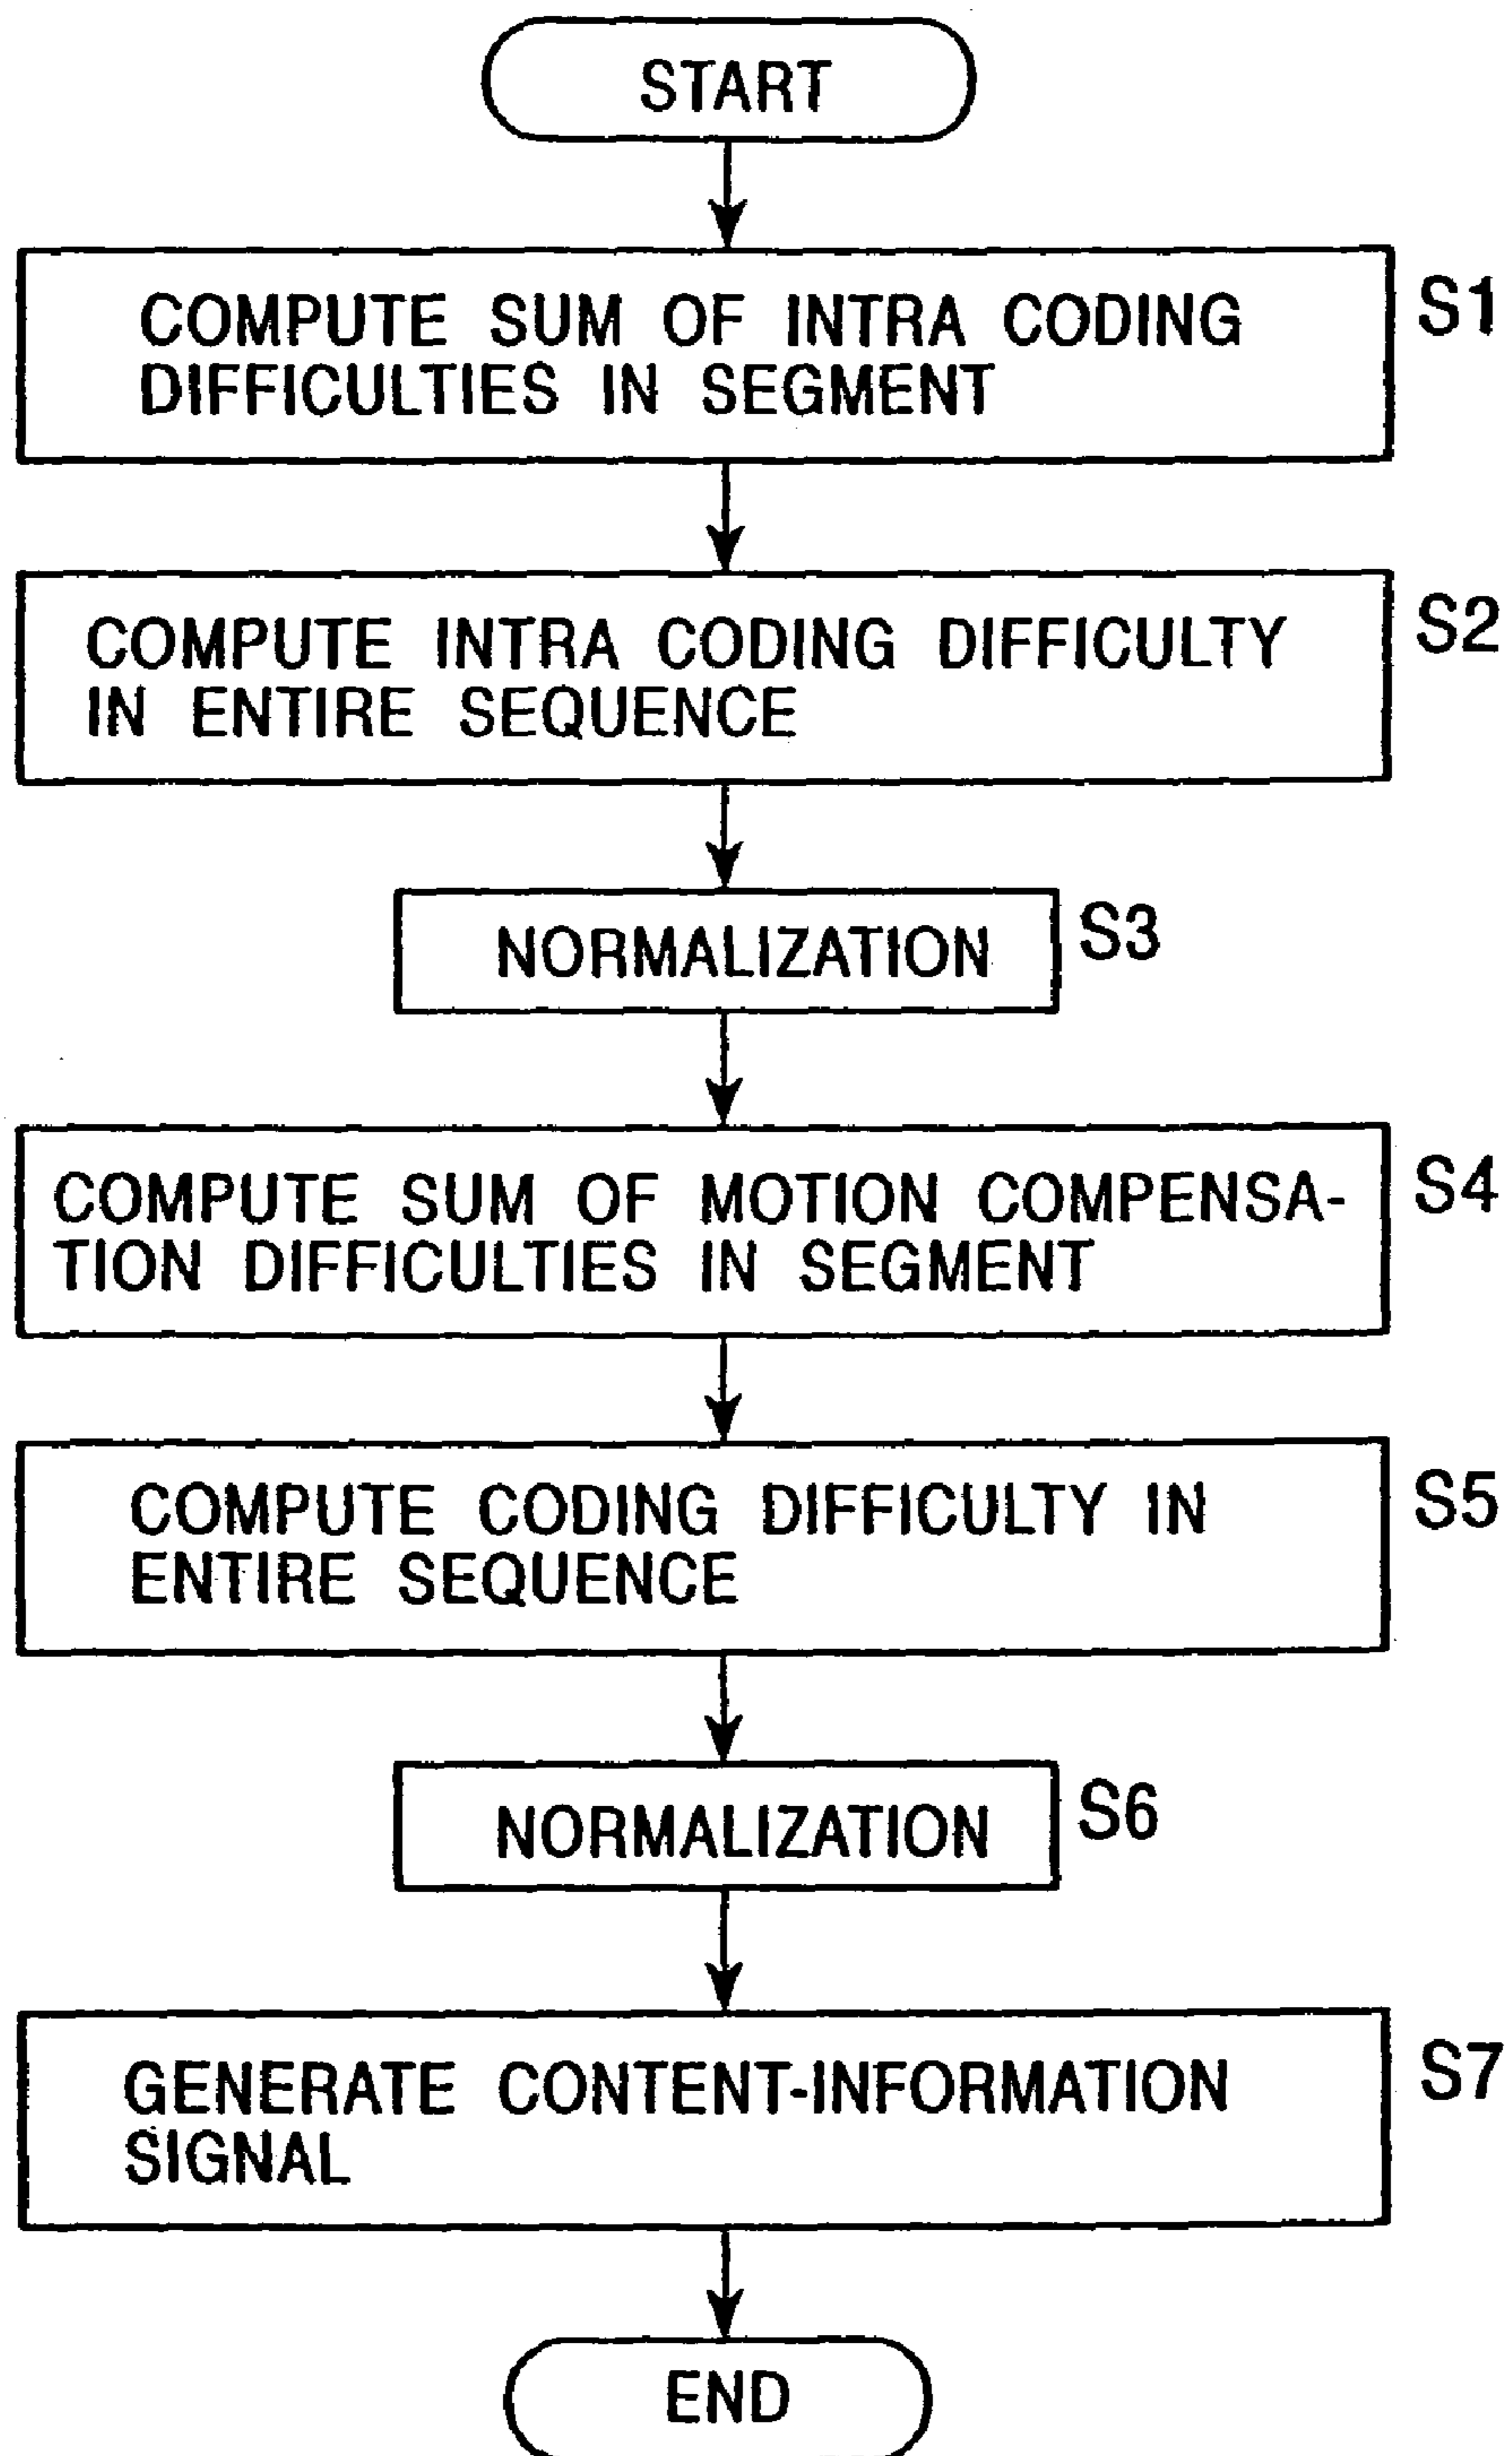 START
COMPUTE SUM OF INTRA CODING
DIFFICULTIES IN SEGMENT
S1
COMPUTE INTRA CODING DIFFICULTY
IN ENTIRE SEQUENCE
S2
NORMALIZATION
S3
COMPUTE SUM OF MOTION COMPENSA-
TION DIFFICULTIES IN SEGMENT
S4
COMPUTE CODING DIFFICULTY IN
ENTIRE SEQUENCE
S5
NORMALIZATION
S6
GENERATE CONTENT-INFORMATION
SIGNAL
S7
END